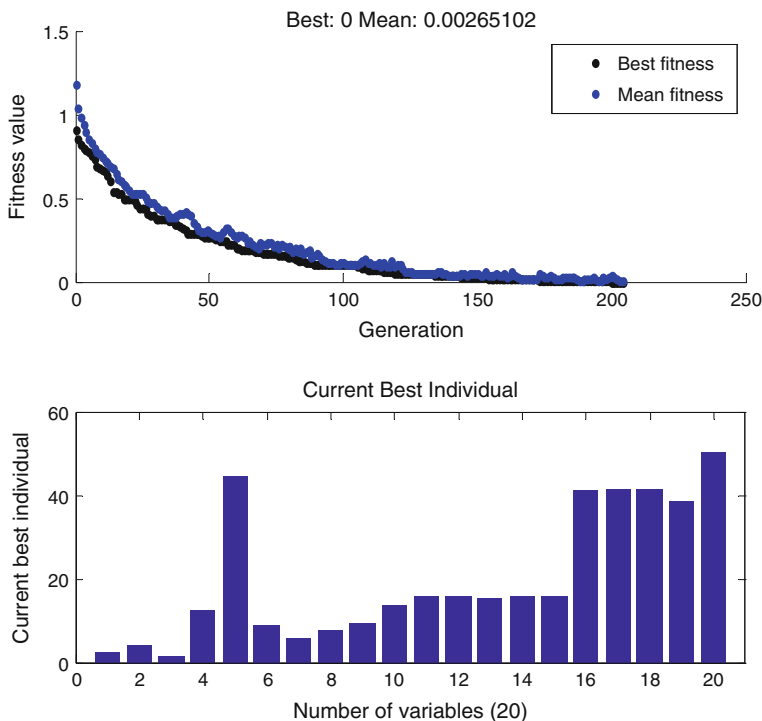 Best: 0 Mean: 0.00265102
1.5
1
0.5
0
Fitness value
Best fitness
Mean fitness
0 50 100 150 200 250
Generation
Current Best Individual
60
40
20
0
Current best individual
0 2 4 6 8 10 12 14 16 18 20
Number of variables (20)